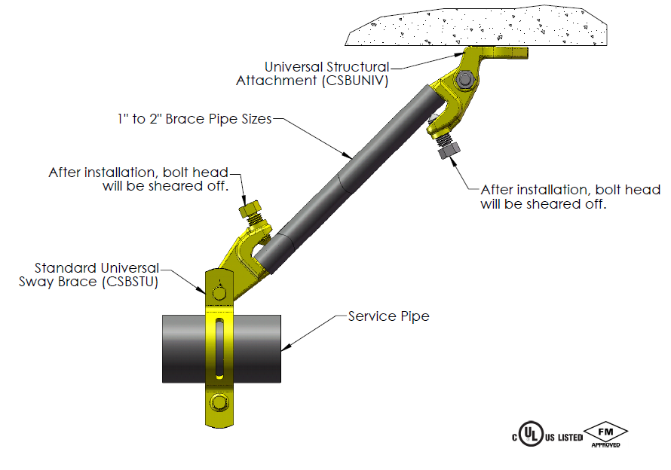 Universal Structural
Attachment (CSBUNIV)
1" to 2" Brace Pipe Sizes
After installation, bolt head
will be sheared off.
After installation, bolt head
will be sheared off.
Standard Universal
Sway Brace (CSBSTU)
Service Pipe
C UL US LISTED
FM
APPROVED